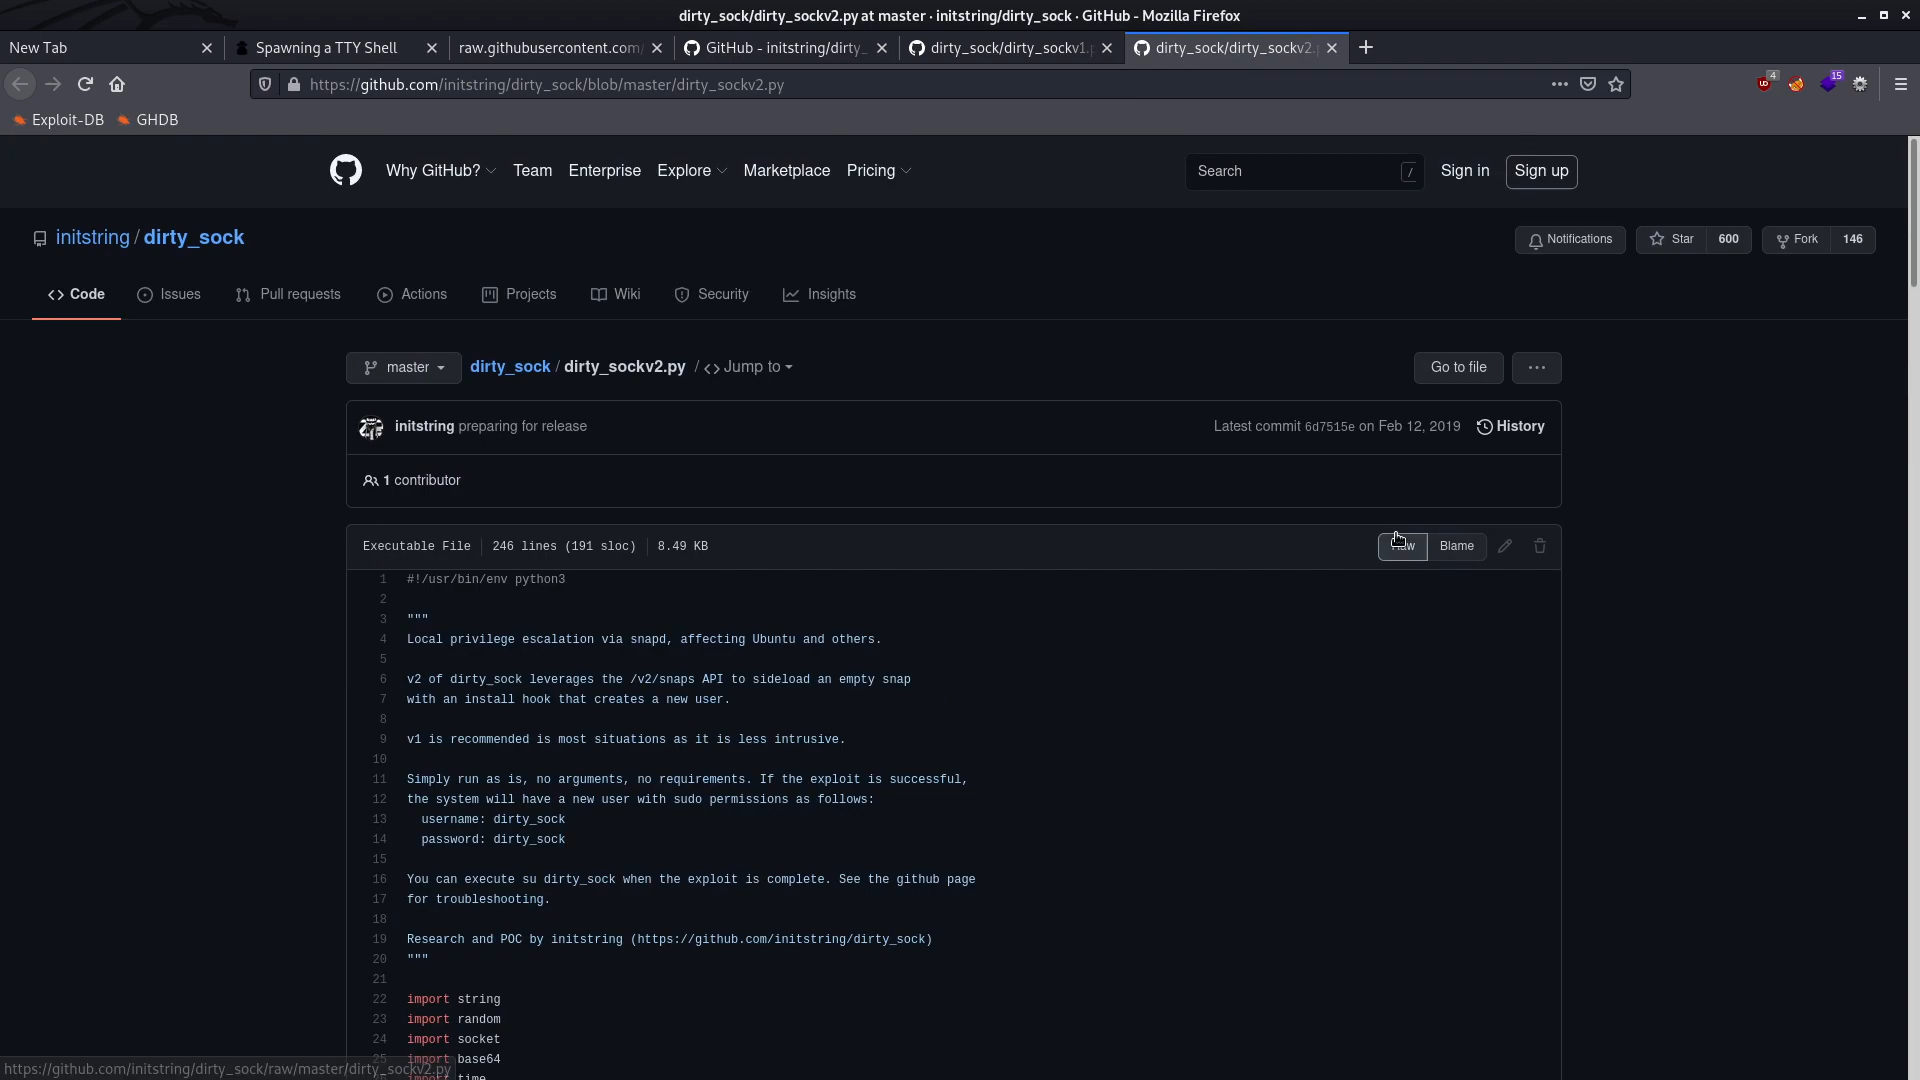 dirty_sock/dirty_sockv2.py at master · initstring/dirty_sock · GitHub - Mozilla Firefox
New Tab
Spawning a TTY Shell
raw.githubusercontent.com/
GitHub - initstring/dirty_
dirty_sock/dirty_sockv1.p
dirty_sock/dirty_sockv2.p
https://github.com/initstring/dirty_sock/blob/master/dirty_sockv2.py
4
15
Exploit-DB
GHDB
Why GitHub?
Team
Enterprise
Explore
Marketplace
Pricing
Search
/
Sign in
Sign up
initstring / dirty_sock
Notifications
Star 600
Fork 146
Code
Issues
Pull requests
Actions
Projects
Wiki
Security
Insights
master
dirty_sock / dirty_sockv2.py / <> Jump to
Go to file
initstring preparing for release
Latest commit 6d7515e on Feb 12, 2019
History
1 contributor
Executable File
246 lines (191 sloc)
8.49 KB
Blame
1 #!/usr/bin/env python3
2
3 """
4 Local privilege escalation via snapd, affecting Ubuntu and others.
5
6 v2 of dirty_sock leverages the /v2/snaps API to sideload an empty snap
7 with an install hook that creates a new user.
8
9 v1 is recommended is most situations as it is less intrusive.
10
11 Simply run as is, no arguments, no requirements. If the exploit is successful,
12 the system will have a new user with sudo permissions as follows:
13 username: dirty_sock
14 password: dirty_sock
15
16 You can execute su dirty_sock when the exploit is complete. See the github page
17 for troubleshooting.
18
19 Research and POC by initstring (https://github.com/initstring/dirty_sock)
20 """
21
22 import string
23 import random
24 import socket
25 import base64
import time
https://github.com/initstring/dirty_sock/raw/master/dirty_sockv2.py